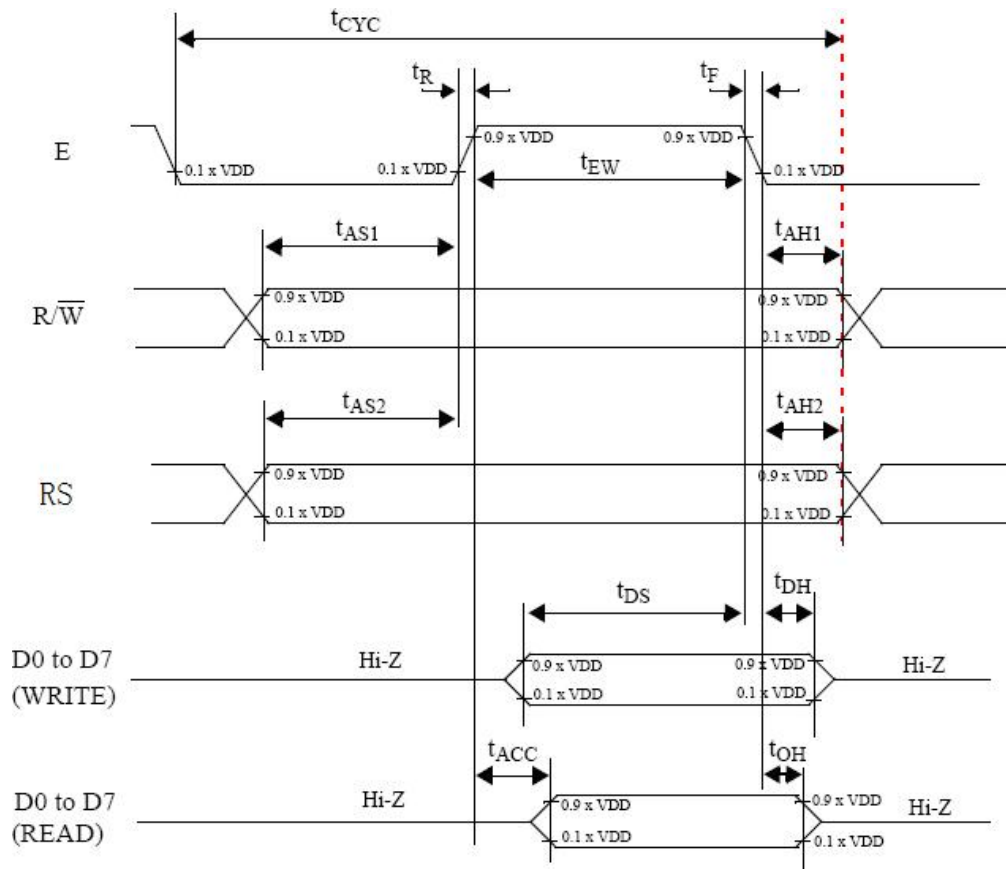 tCYC
tR
tF
E
0.9 x VDD
0.9 x VDD
0.1 x VDD
0.1 x VDD
0.1 x VDD
tEW
tAS1
tAH1
R/W̅
0.9 x VDD
0.9 x VDD
0.1 x VDD
0.1 x VDD
tAS2
tAH2
RS
0.9 x VDD
0.9 x VDD
0.1 x VDD
0.1 x VDD
tDS
tDH
D0 to D7
(WRITE)
Hi-Z
0.9 x VDD
0.9 x VDD
Hi-Z
0.1 x VDD
0.1 x VDD
tACC
tOH
D0 to D7
(READ)
Hi-Z
0.9 x VDD
0.9 x VDD
Hi-Z
0.1 x VDD
0.1 x VDD